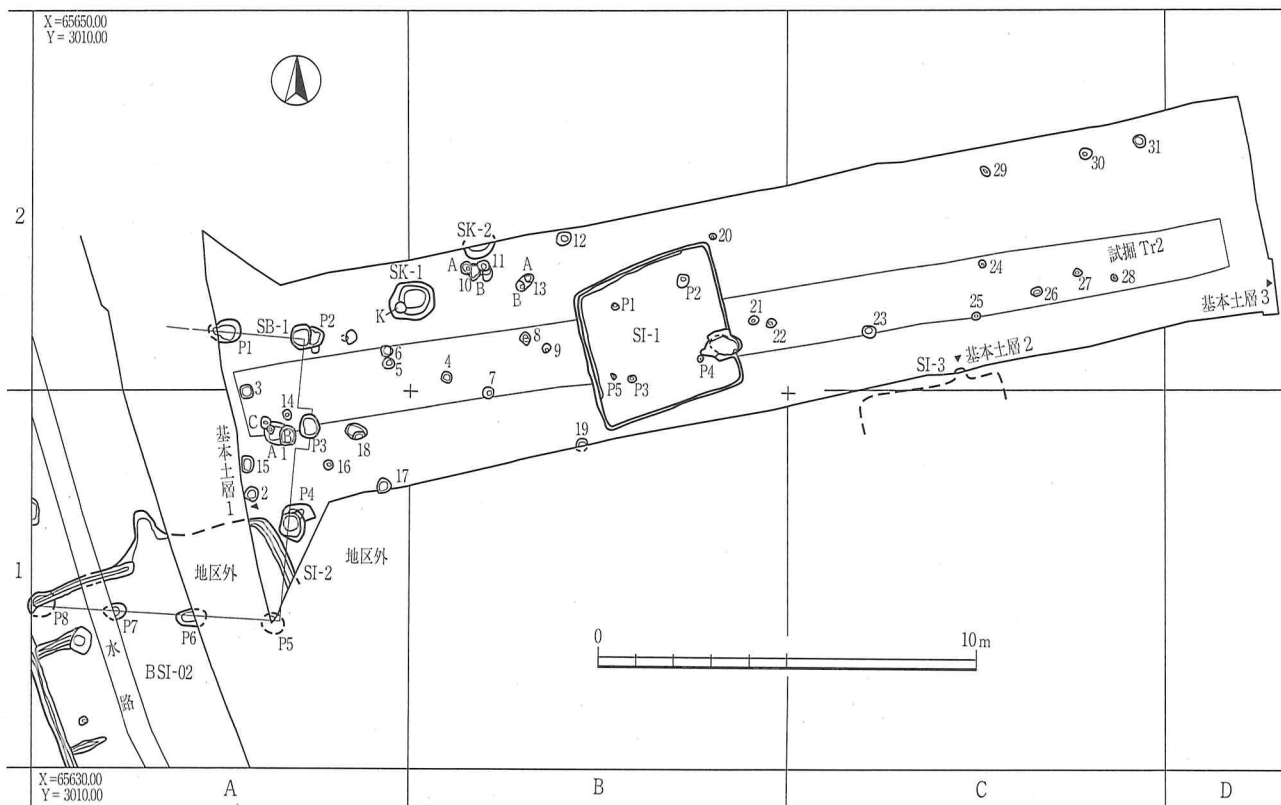 X=65650.00
Y= 3010.00
2
1
SK-2
12
A
11
10
B
A
B
13
SK-1
K
SB-1
P1
P2
6
5
4
8
9
7
3
14
C
A
1
B
P3
18
15
16
2
17
基本土層1
P4
19
SI-1
P1
P2
P3
P4
P5
20
21
22
23
24
25
26
27
28
29
30
31
試掘 Tr2
基本土層 3
基本土層 2
SI-3
地区外
地区外
SI-2
P8
P7
P6
P5
水路
BSI-02
0
10m
X=65630.00
Y= 3010.00
A
B
C
D